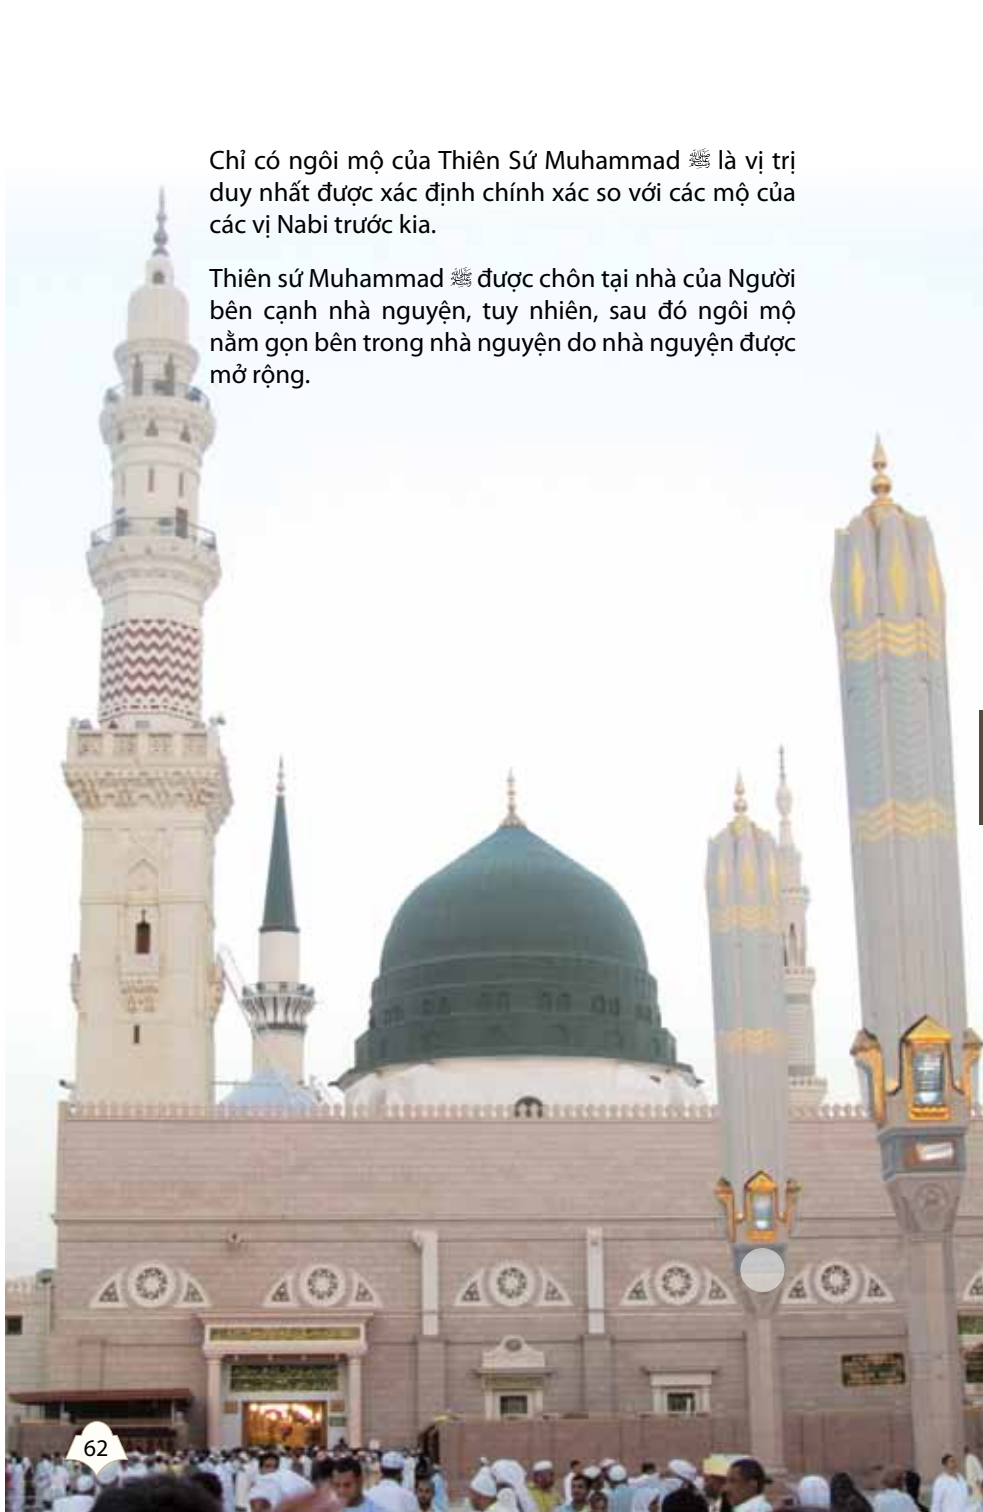 Chỉ có ngôi mộ của Thiên Sứ Muhammad ﷺ là vị trị
duy nhất được xác định chính xác so với các mộ của
các vị Nabi trước kia.
Thiên sứ Muhammad ﷺ được chôn tại nhà của Người
bên cạnh nhà nguyện, tuy nhiên, sau đó ngôi mộ
nằm gọn bên trong nhà nguyện do nhà nguyện được
mở rộng.
62